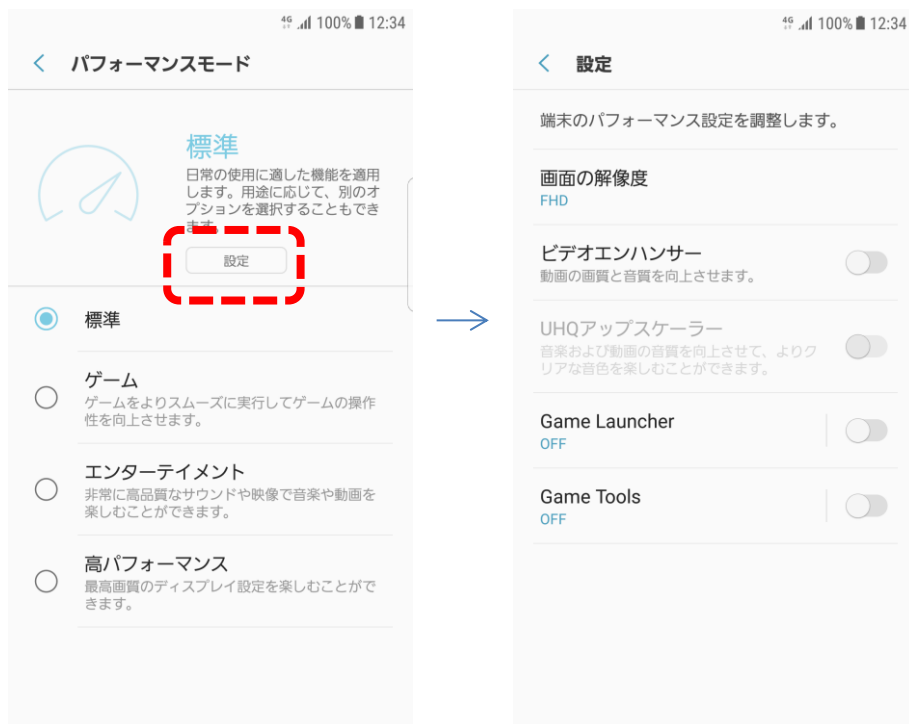 4G 100% 12:34
パフォーマンスモード
標準
日常の使用に適した機能を適用
します。用途に応じて、別のオ
プションを選択することもでき
ます。
設定
標準
ゲーム
ゲームをよりスムーズに実行してゲームの操作
性を向上させます。
エンターテイメント
非常に高品質なサウンドや映像で音楽や動画を
楽しむことができます。
高パフォーマンス
最高画質のディスプレイ設定を楽しむことがで
きます。
4G 100% 12:34
設定
端末のパフォーマンス設定を調整します。
画面の解像度
FHD
ビデオエンハンサー
動画の画質と音質を向上させます。
UHQアップスケーラー
音楽および動画の音質を向上させて、よりク
リアな音色を楽しむことができます。
Game Launcher
OFF
Game Tools
OFF